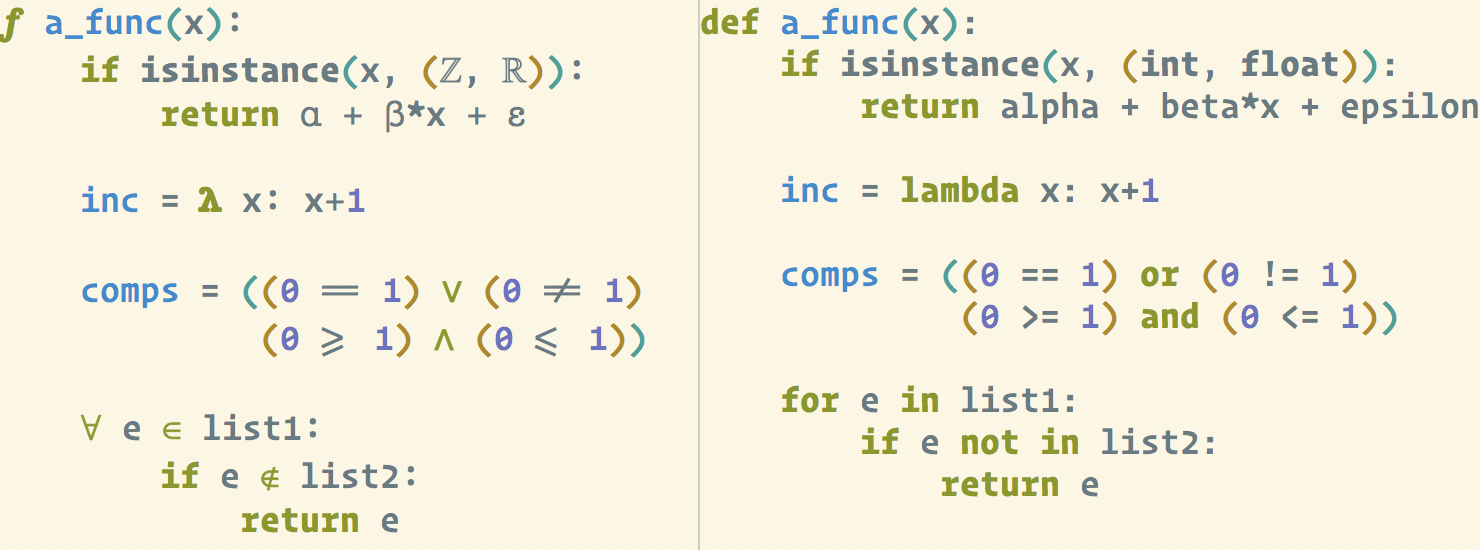 ƒ a_func(x):
    if isinstance(x, (ℤ, ℝ)):
        return α + β*x + ε
    inc = λ x: x+1
    comps = ((0 == 1) ∨ (0 ≠ 1)
             (0 ⩾ 1) ∧ (0 ⩽ 1))
    ∀ e ∈ list1:
        if e ∉ list2:
            return e
def a_func(x):
    if isinstance(x, (int, float)):
        return alpha + beta*x + epsilon
    inc = lambda x: x+1
    comps = ((0 == 1) or (0 != 1)
             (0 >= 1) and (0 <= 1))
    for e in list1:
        if e not in list2:
            return e